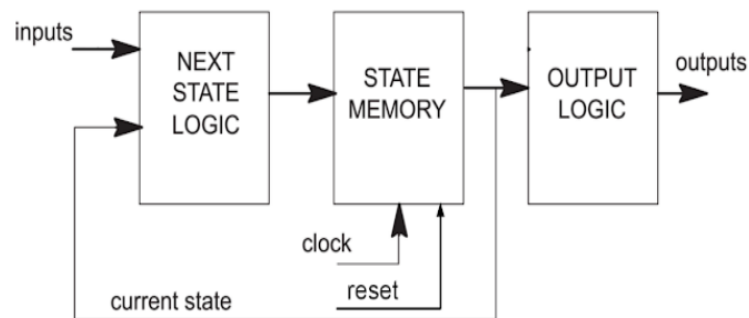 inputs
NEXT
STATE
LOGIC
STATE
MEMORY
OUTPUT
LOGIC
outputs
clock
reset
current state